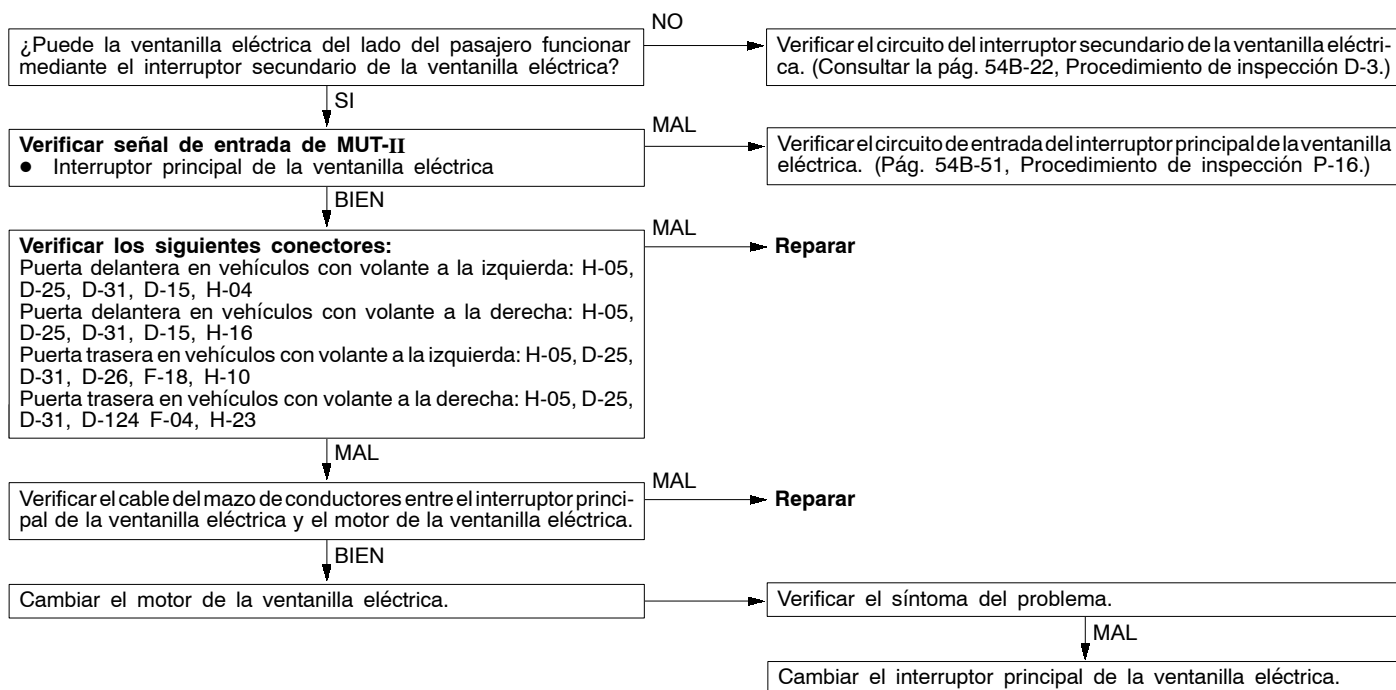 NO
¿Puede la ventanilla eléctrica del lado del pasajero funcionar
mediante el interruptor secundario de la ventanilla eléctrica?
Verificar el circuito del interruptor secundario de la ventanilla eléctri-
ca. (Consultar la pág. 54B-22, Procedimiento de inspección D-3.)
SI
Verificar señal de entrada de MUT-II
● Interruptor principal de la ventanilla eléctrica
MAL
Verificar el circuito de entrada del interruptor principal de la ventanilla
eléctrica. (Pág. 54B-51, Procedimiento de inspección P-16.)
BIEN
Verificar los siguientes conectores:
Puerta delantera en vehículos con volante a la izquierda: H-05,
D-25, D-31, D-15, H-04
Puerta delantera en vehículos con volante a la derecha: H-05,
D-25, D-31, D-15, H-16
Puerta trasera en vehículos con volante a la izquierda: H-05, D-25,
D-31, D-26, F-18, H-10
Puerta trasera en vehículos con volante a la derecha: H-05, D-25,
D-31, D-124 F-04, H-23
MAL
Reparar
MAL
Verificar el cable del mazo de conductores entre el interruptor princi-
pal de la ventanilla eléctrica y el motor de la ventanilla eléctrica.
MAL
Reparar
BIEN
Cambiar el motor de la ventanilla eléctrica.
Verificar el síntoma del problema.
MAL
Cambiar el interruptor principal de la ventanilla eléctrica.